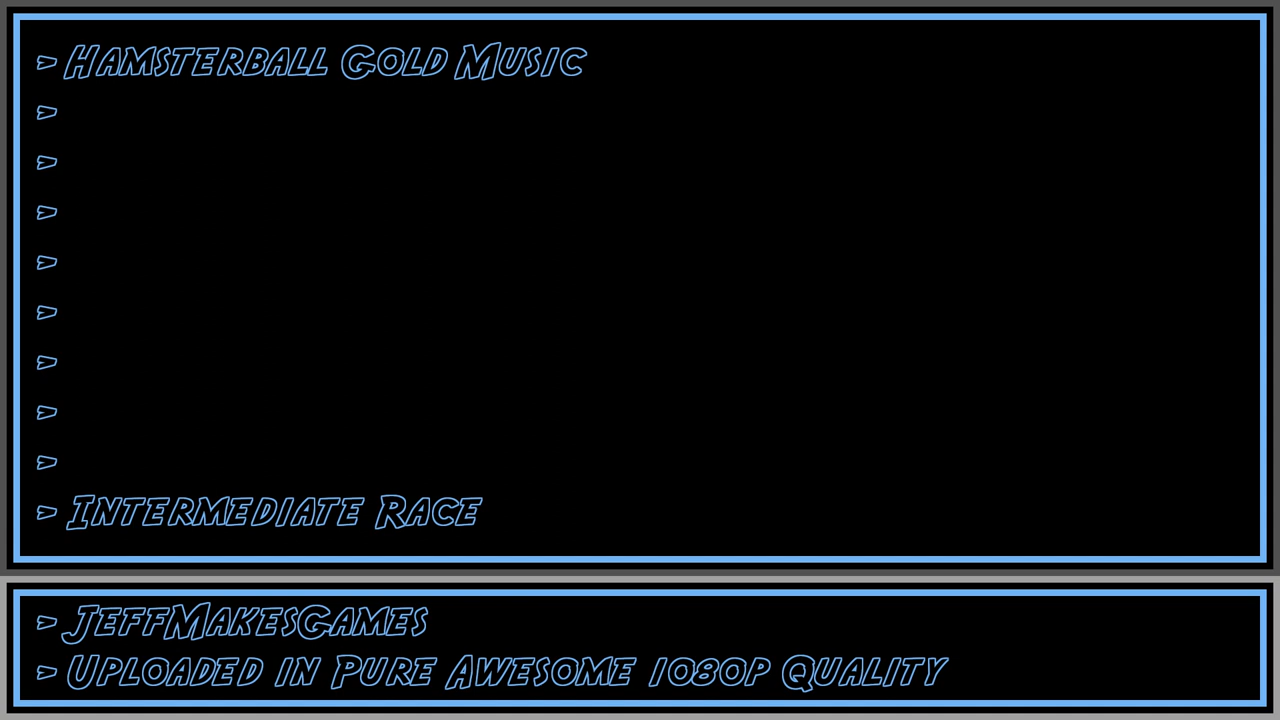 > Hamsterball Gold Music
>
>
>
>
>
>
>
>
> Intermediate Race
> JeffMakesGames
> Uploaded in Pure Awesome 1080p Quality